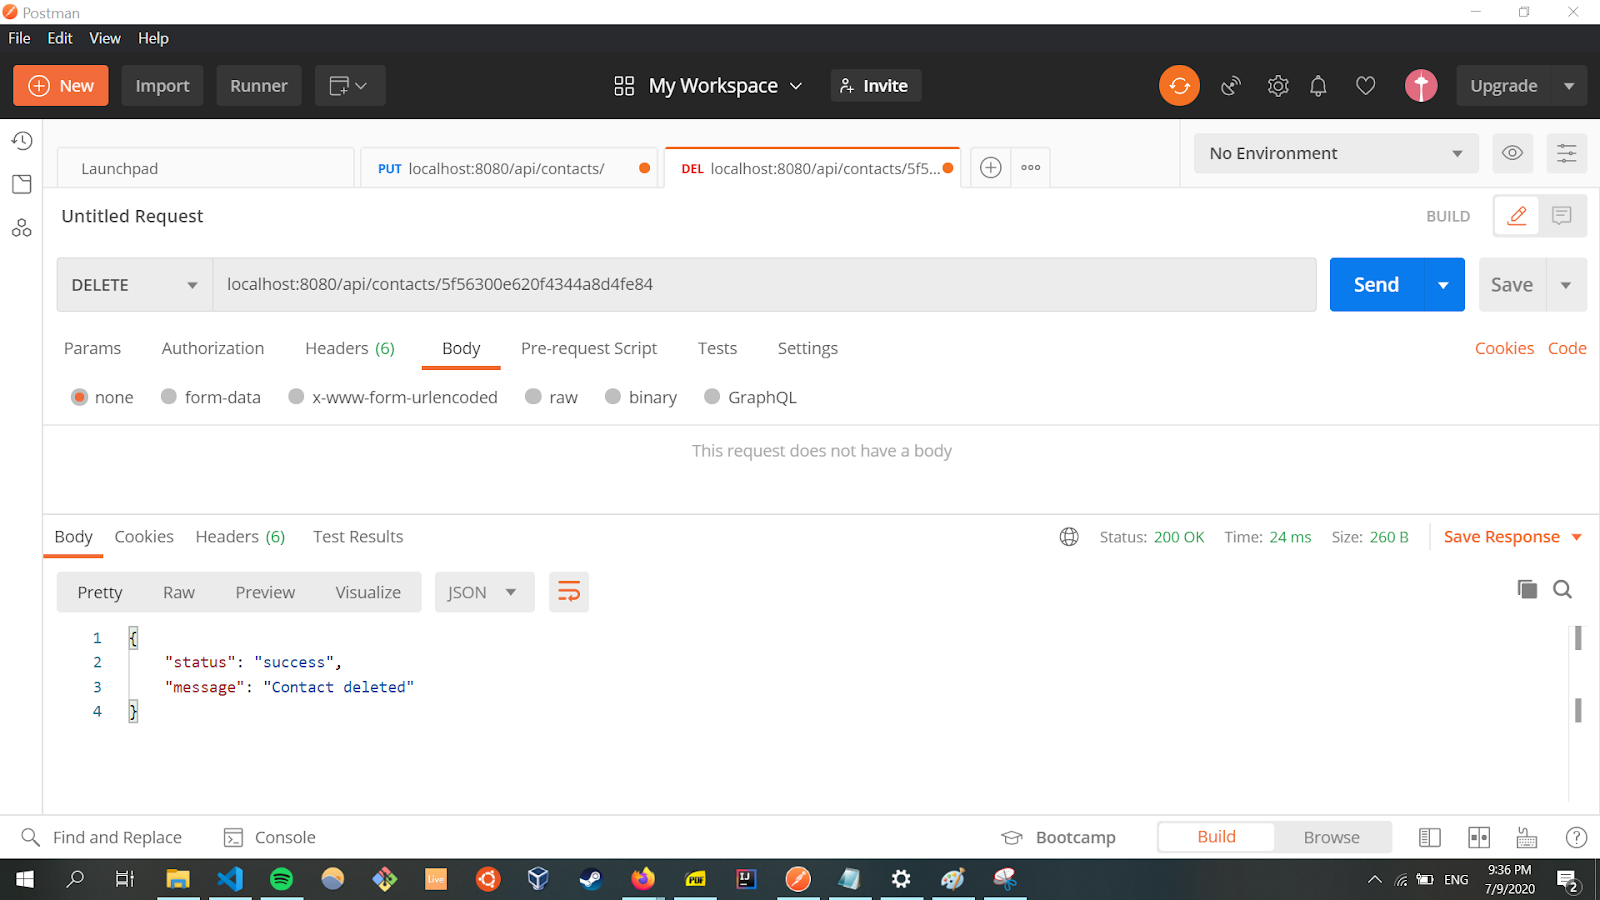 Postman
File Edit View Help
New Import Runner My Workspace Invite Upgrade
Launchpad PUT localhost:8080/api/contacts/ DEL localhost:8080/api/contacts/5f5... No Environment
Untitled Request BUILD
DELETE localhost:8080/api/contacts/5f56300e620f4344a8d4fe84 Send Save
Params Authorization Headers (6) Body Pre-request Script Tests Settings Cookies Code
none form-data x-www-form-urlencoded raw binary GraphQL
This request does not have a body
Body Cookies Headers (6) Test Results Status: 200 OK Time: 24 ms Size: 260 B Save Response
Pretty Raw Preview Visualize JSON
1 {
2 "status": "success",
3 "message": "Contact deleted"
4 }
Find and Replace Console Bootcamp Build Browse
Live PDF IJ ENG 9:36 PM
7/9/2020 2